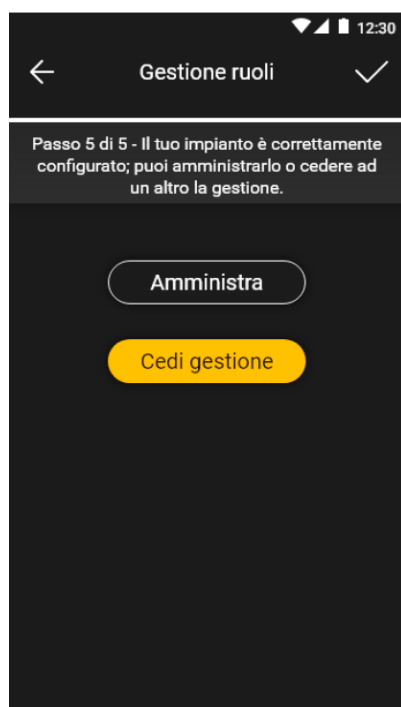 12:30
Gestione ruoli
Passo 5 di 5 - Il tuo impianto è correttamente
configurato; puoi amministrarlo o cedere ad
un altro la gestione.
Amministra
Cedi gestione